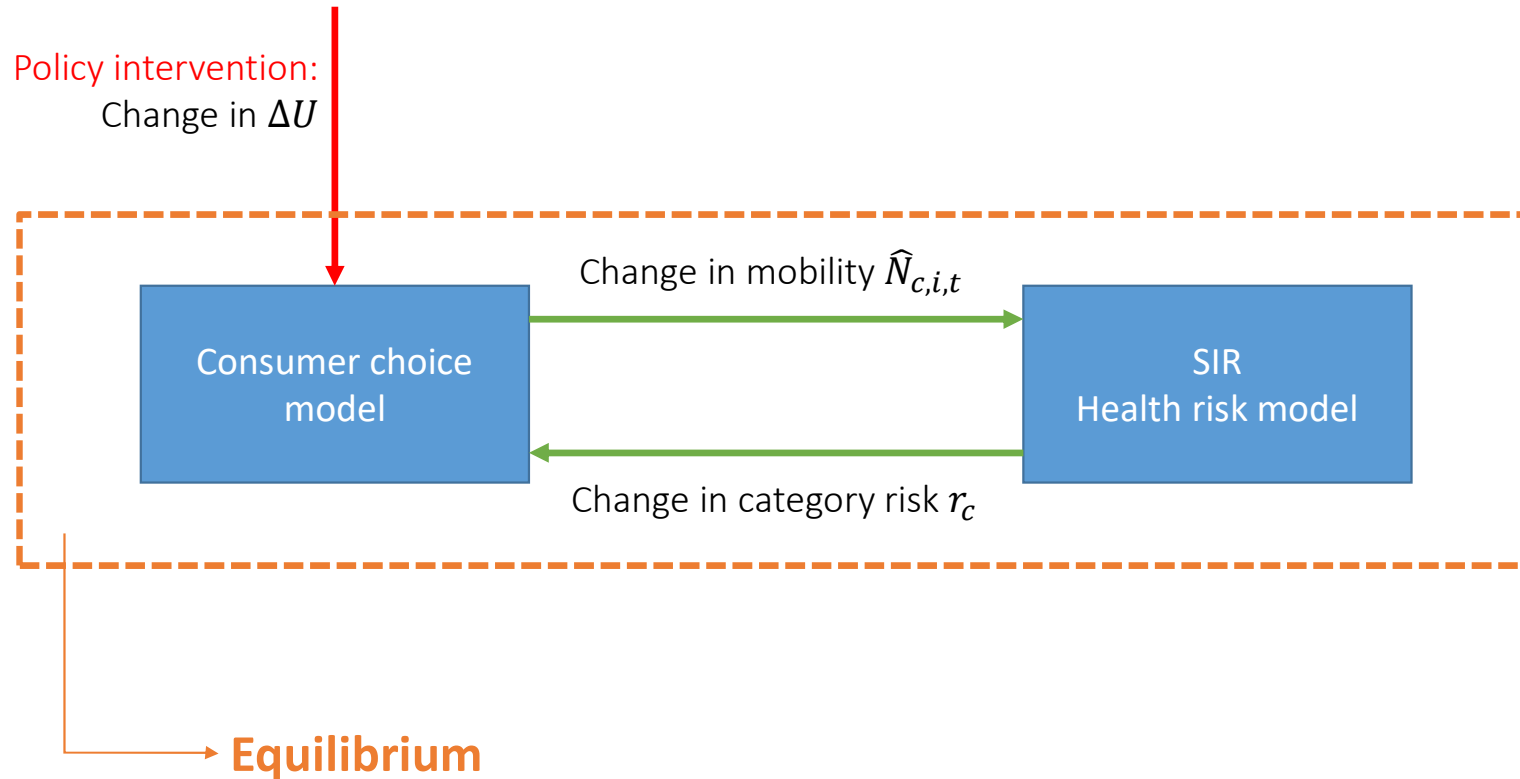 Policy intervention:
Change in ΔU
Change in mobility N̂_{c,i,t}
Consumer choice
model
SIR
Health risk model
Change in category risk r_c
Equilibrium